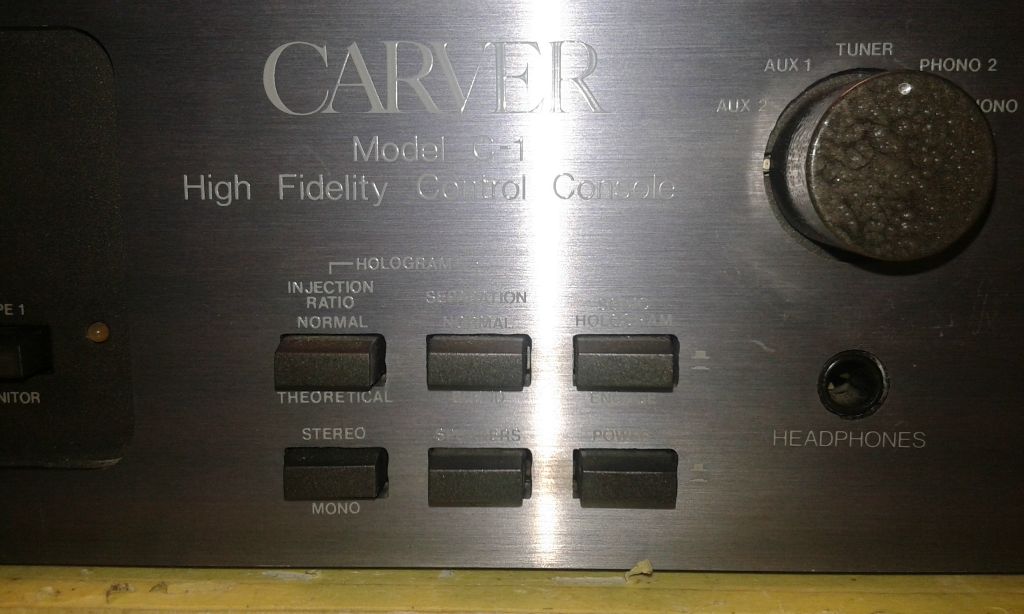 CARVER
Model C-1
High Fidelity Control Console
TUNER
AUX 1
PHONO 2
AUX 2
HOLOGRAM
INJECTION
RATIO
NORMAL
SEPARATION
NORMAL
HOLOGRAM
THEORETICAL
STEREO
SPEAKERS
POWER
MONO
HEADPHONES
PE 1
NITOR